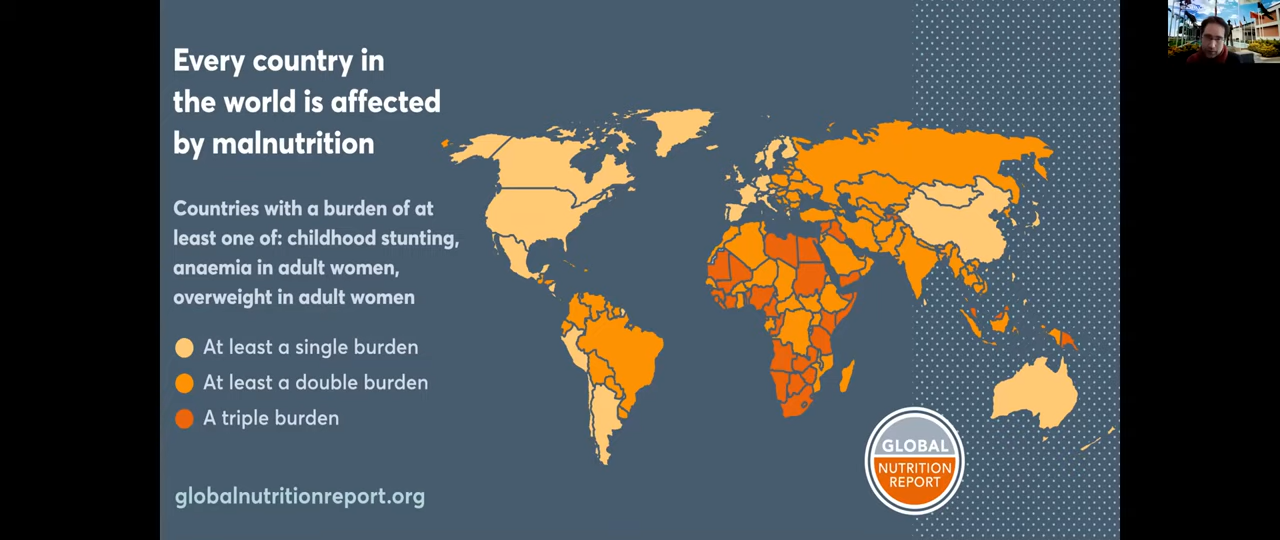 Every country in
the world is affected
by malnutrition
Countries with a burden of at
least one of: childhood stunting,
anaemia in adult women,
overweight in adult women
At least a single burden
At least a double burden
A triple burden
globalnutritionreport.org
GLOBAL
NUTRITION
REPORT